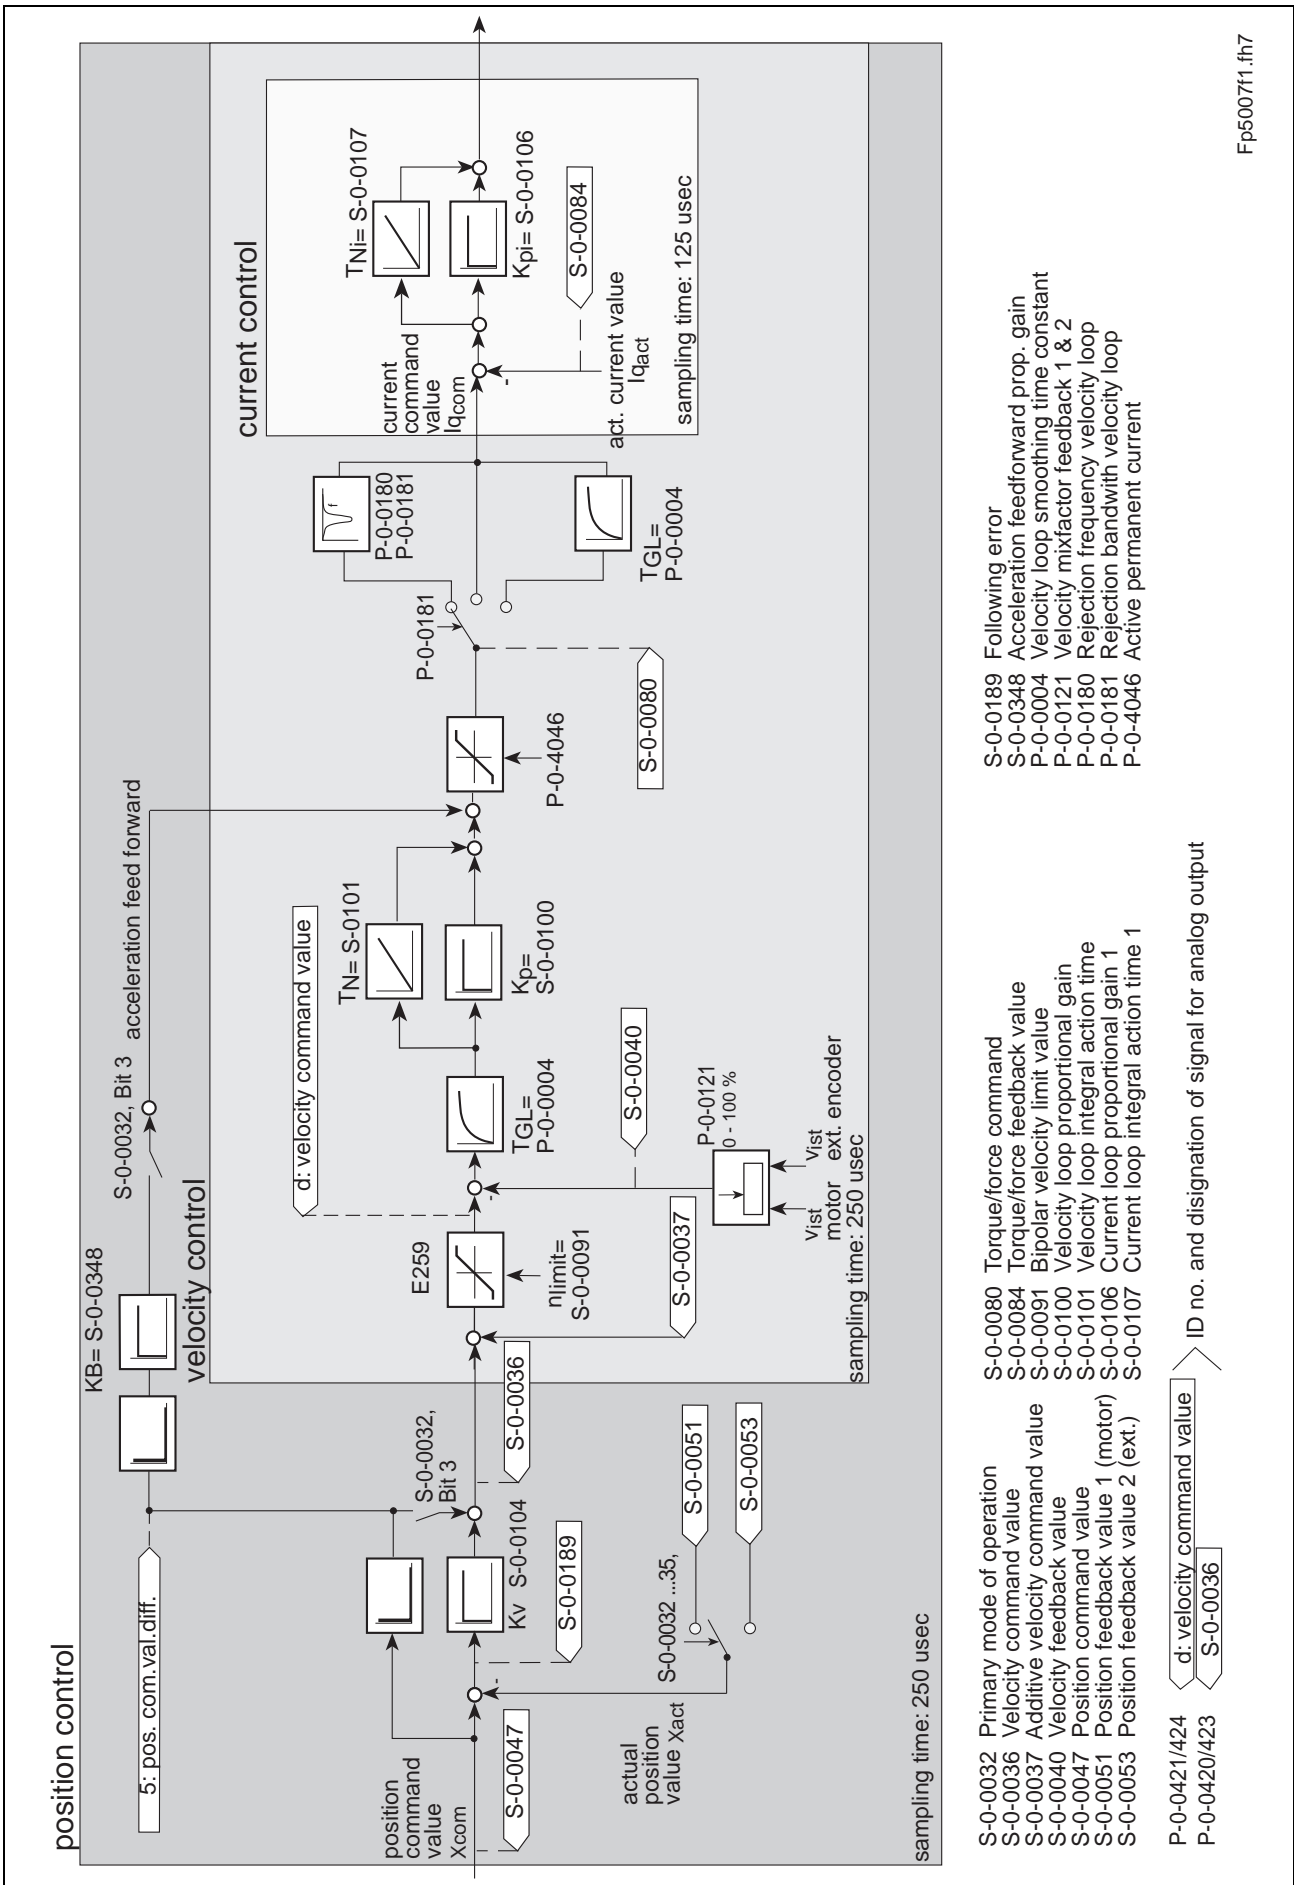 position control
5: pos. com.val.diff.
position
command
value
xcom
S-0-0047
actual
position
value xact
Kv S-0-0104
S-0-0189
S-0-0032,
Bit 3
S-0-0036
S-0-0032 ...35,
S-0-0051
S-0-0053
sampling time: 250 usec
KB= S-0-0348
S-0-0032, Bit 3
acceleration feed forward
velocity control
E259
nlimit=
S-0-0091
S-0-0037
d: velocity command value
-
TGL=
P-0-0004
S-0-0040
P-0-0121
0 - 100 %
vist
motor
vist
ext. encoder
sampling time: 250 usec
TN= S-0-0101
Kp=
S-0-0100
P-0-4046
P-0-0181
S-0-0080
f
P-0-0180
P-0-0181
TGL=
P-0-0004
current control
current
command
value
Iqcom
-
act. current value
Iqact
S-0-0084
TNi= S-0-0107
Kpi= S-0-0106
sampling time: 125 usec
S-0-0032 Primary mode of operation
S-0-0036 Velocity command value
S-0-0037 Additive velocity command value
S-0-0040 Velocity feedback value
S-0-0047 Position command value
S-0-0051 Position feedback value 1 (motor)
S-0-0053 Position feedback value 2 (ext.)
S-0-0080 Torque/force command
S-0-0084 Torque/force feedback value
S-0-0091 Bipolar velocity limit value
S-0-0100 Velocity loop proportional gain
S-0-0101 Velocity loop integral action time
S-0-0106 Current loop proportional gain 1
S-0-0107 Current loop integral action time 1
S-0-0189 Following error
S-0-0348 Acceleration feedforward prop. gain
P-0-0004 Velocity loop smoothing time constant
P-0-0121 Velocity mixfactor feedback 1 & 2
P-0-0180 Rejection frequency velocity loop
P-0-0181 Rejection bandwith velocity loop
P-0-4046 Active permanent current
P-0-0421/424 d: velocity command value
P-0-0420/423 S-0-0036
ID no. and disignation of signal for analog output
Fp5007f1.fh7